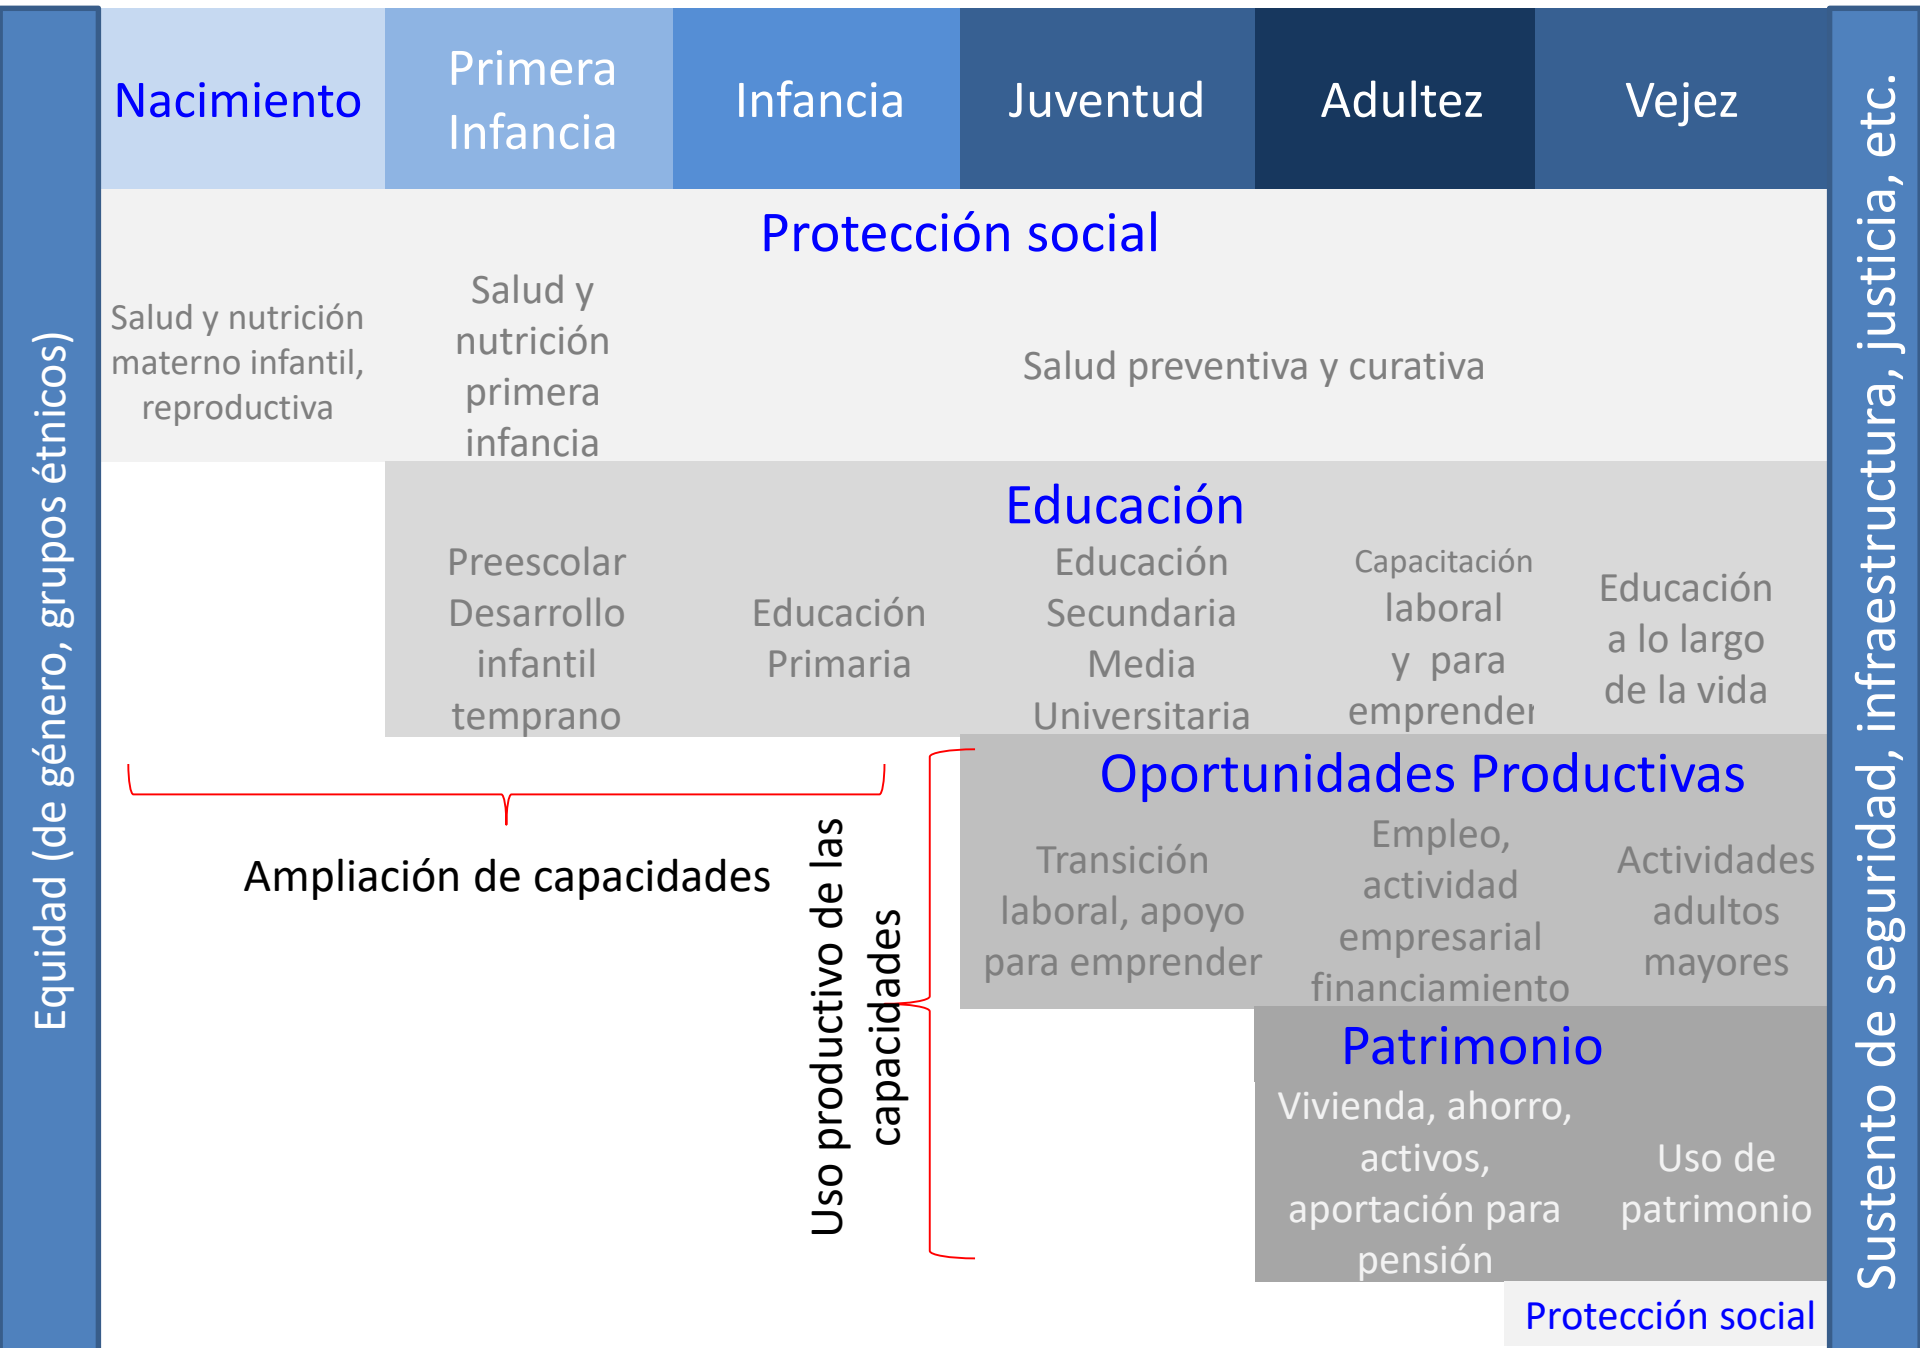 Equidad (de género, grupos étnicos)
Nacimiento
Primera
Infancia
Infancia
Juventud
Adultez
Vejez
Protección social
Salud y nutrición
materno infantil,
reproductiva
Salud y
nutrición
primera
infancia
Salud preventiva y curativa
Educación
Preescolar
Desarrollo
infantil
temprano
Educación
Primaria
Educación
Secundaria
Media
Universitaria
Capacitación
laboral
y para
emprender
Educación
a lo largo
de la vida
Ampliación de capacidades
Uso productivo de las
capacidades
Oportunidades Productivas
Transición
laboral, apoyo
para emprender
Empleo,
actividad
empresarial
financiamiento
Actividades
adultos
mayores
Patrimonio
Vivienda, ahorro,
activos,
aportación para
pensión
Uso de
patrimonio
Protección social
Sustento de seguridad, infraestructura, justicia, etc.